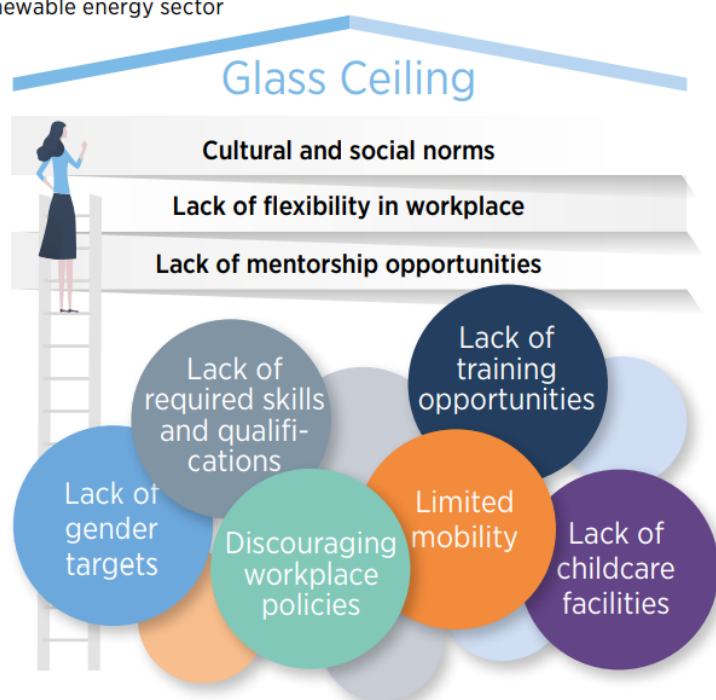 newable energy sector
Glass Ceiling
Cultural and social norms
Lack of flexibility in workplace
Lack of mentorship opportunities
Lack of
training
opportunities
Lack of
required skills
and qualifi-
cations
Lack of
gender
targets
Limited
mobility
Discouraging
workplace
policies
Lack of
childcare
facilities